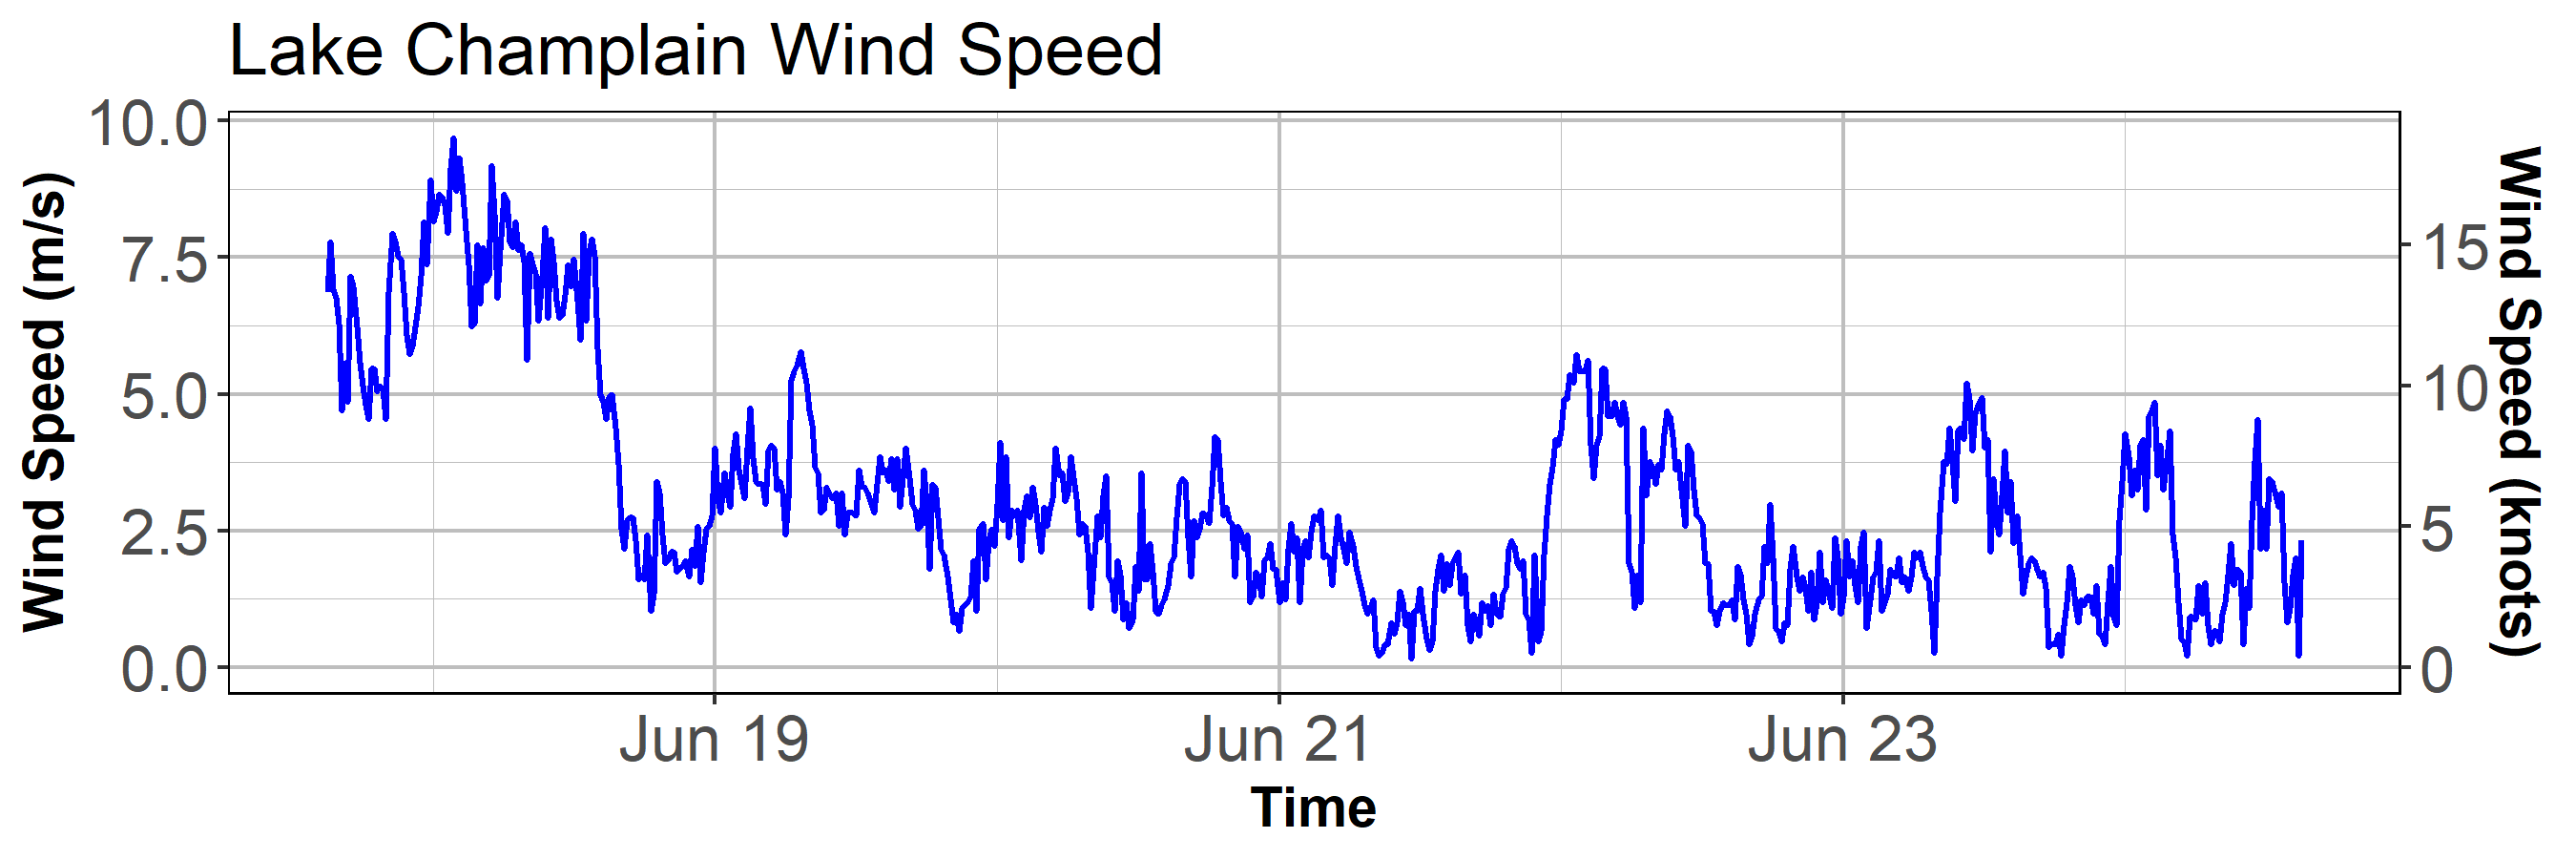 Lake Champlain Wind Speed
Wind Speed (m/s)
10.0
7.5
5.0
2.5
0.0
Wind Speed (knots)
15
10
5
0
Jun 19
Jun 21
Jun 23
Time